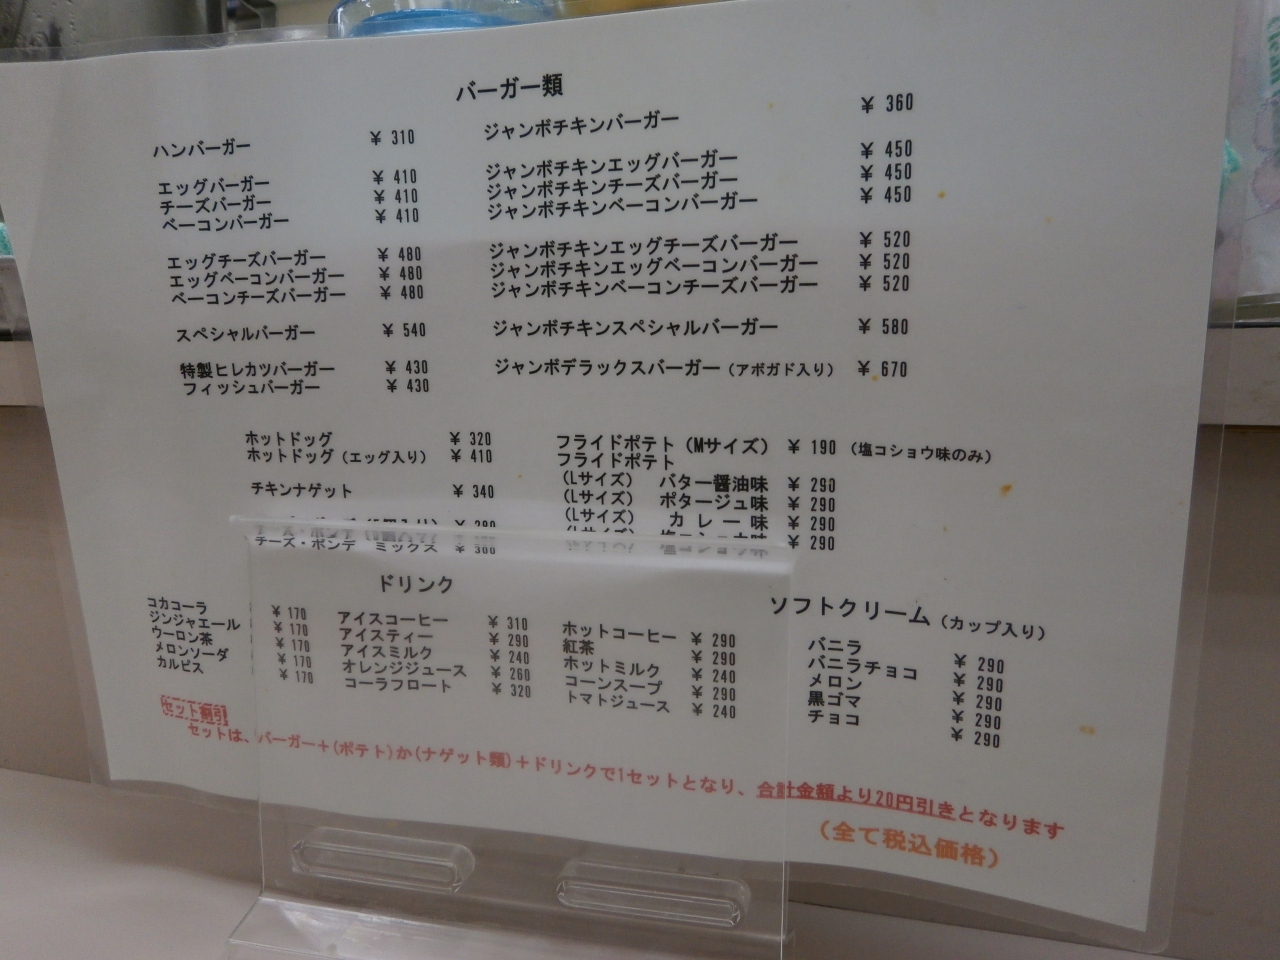 バーガー類
ハンバーガー ¥ 310
エッグバーガー ¥ 410
チーズバーガー ¥ 410
ベーコンバーガー ¥ 410
エッグチーズバーガー ¥ 480
エッグベーコンバーガー ¥ 480
ベーコンチーズバーガー ¥ 480
スペシャルバーガー ¥ 540
特製ヒレカツバーガー ¥ 430
フィッシュバーガー ¥ 430
ジャンボチキンバーガー ¥ 360
ジャンボチキンエッグバーガー ¥ 450
ジャンボチキンチーズバーガー ¥ 450
ジャンボチキンベーコンバーガー ¥ 450
ジャンボチキンエッグチーズバーガー ¥ 520
ジャンボチキンエッグベーコンバーガー ¥ 520
ジャンボチキンベーコンチーズバーガー ¥ 520
ジャンボチキンスペシャルバーガー ¥ 580
ジャンボデラックスバーガー（アボガド入り） ¥ 670
ホットドッグ ¥ 320
ホットドッグ（エッグ入り） ¥ 410
チキンナゲット ¥ 340
チーズ・ポンデ ミックス
フライドポテト（Mサイズ） ¥ 190 （塩コショウ味のみ）
フライドポテト
（Lサイズ） バター醤油味 ¥ 290
（Lサイズ） ポタージュ味 ¥ 290
（Lサイズ） カレー味 ¥ 290
（Lサイズ） 塩コショウ味 ¥ 290
ドリンク
コカコーラ ¥ 170
ジンジャエール ¥ 170
ウーロン茶 ¥ 170
メロンソーダ ¥ 170
カルピス ¥ 170
アイスコーヒー ¥ 310
アイスティー ¥ 290
アイスミルク ¥ 240
オレンジジュース ¥ 260
コーラフロート ¥ 320
ホットコーヒー ¥ 290
紅茶 ¥ 290
ホットミルク ¥ 240
コーンスープ ¥ 290
トマトジュース ¥ 240
ソフトクリーム（カップ入り）
バニラ ¥ 290
バニラチョコ ¥ 290
メロン ¥ 290
黒ゴマ ¥ 290
チョコ ¥ 290
セット割引
セットは、バーガー＋(ポテト)か(ナゲット類)＋ドリンクで1セットとなり、合計金額より20円引きとなります
（全て税込価格）